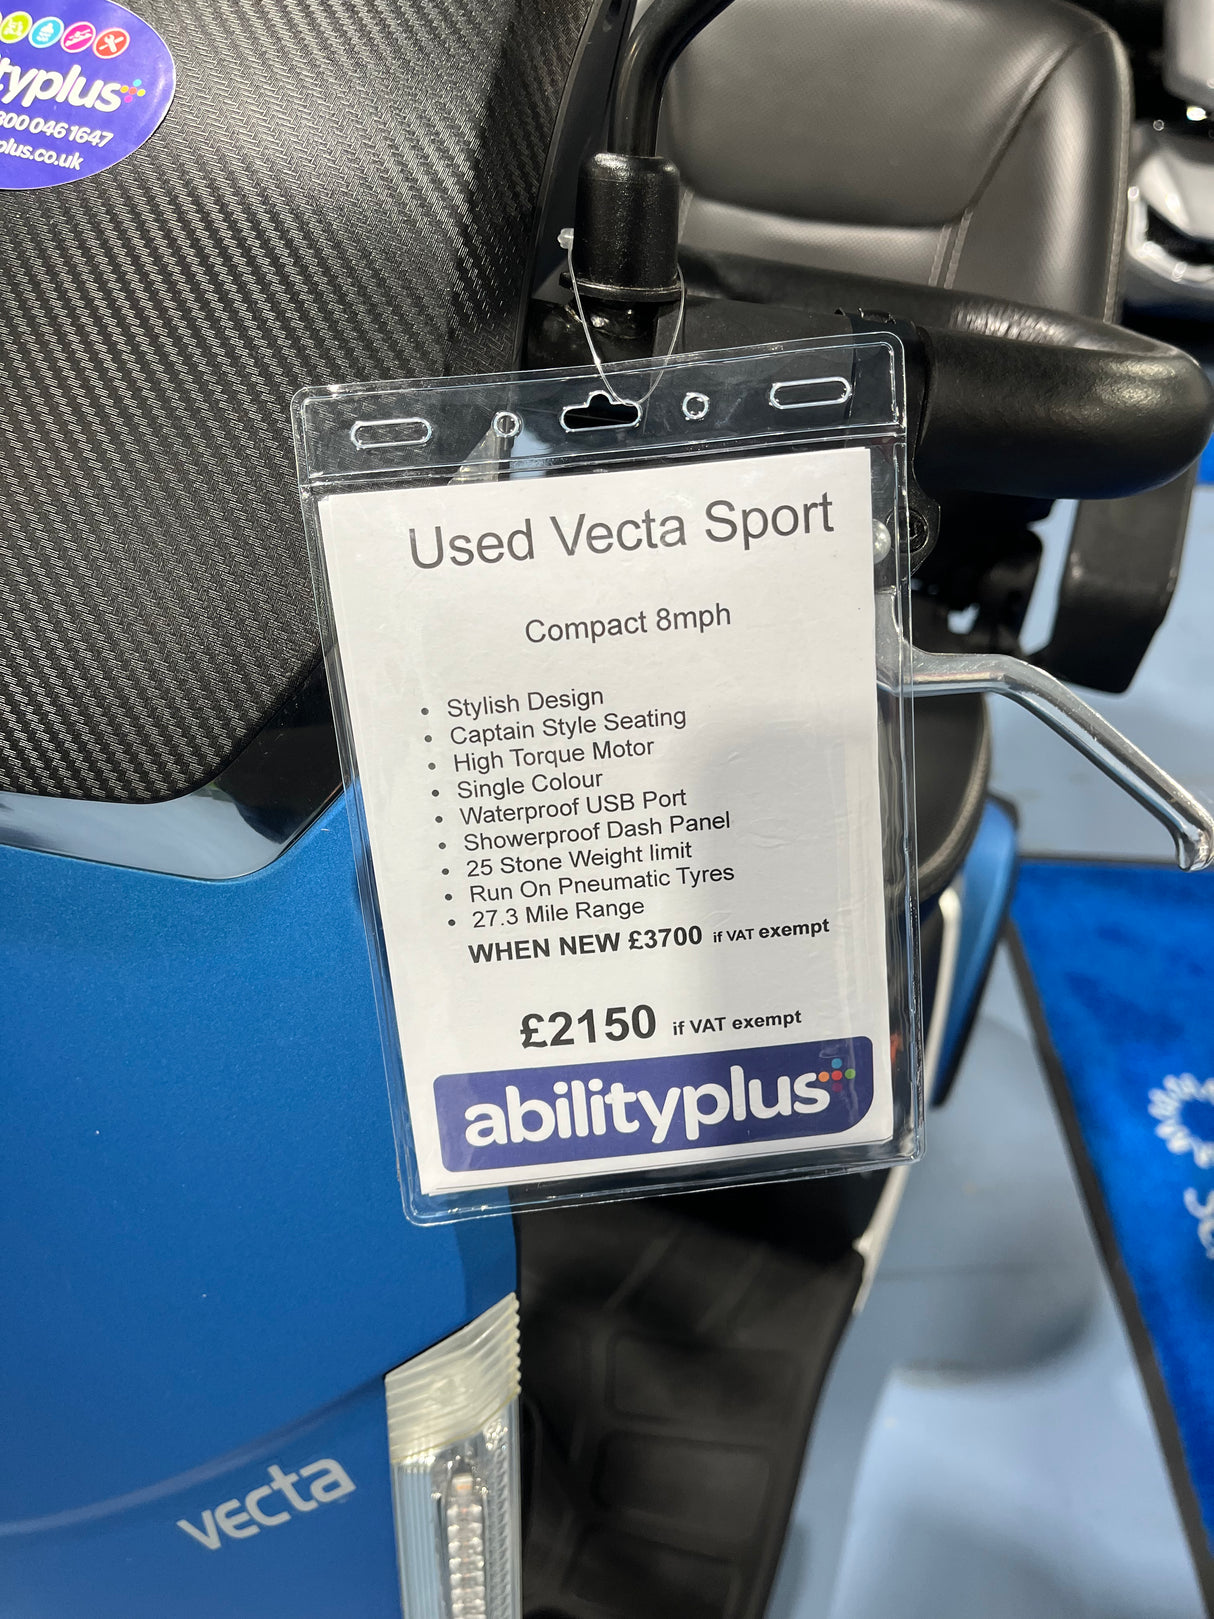 typlus
00 046 1647
plus.co.uk
Used Vecta Sport
Compact 8mph
• Stylish Design
• Captain Style Seating
• High Torque Motor
• Single Colour
• Waterproof USB Port
• Showerproof Dash Panel
• 25 Stone Weight limit
• Run On Pneumatic Tyres
• 27.3 Mile Range
WHEN NEW £3700 if VAT exempt
£2150 if VAT exempt
abilityplus
vecta